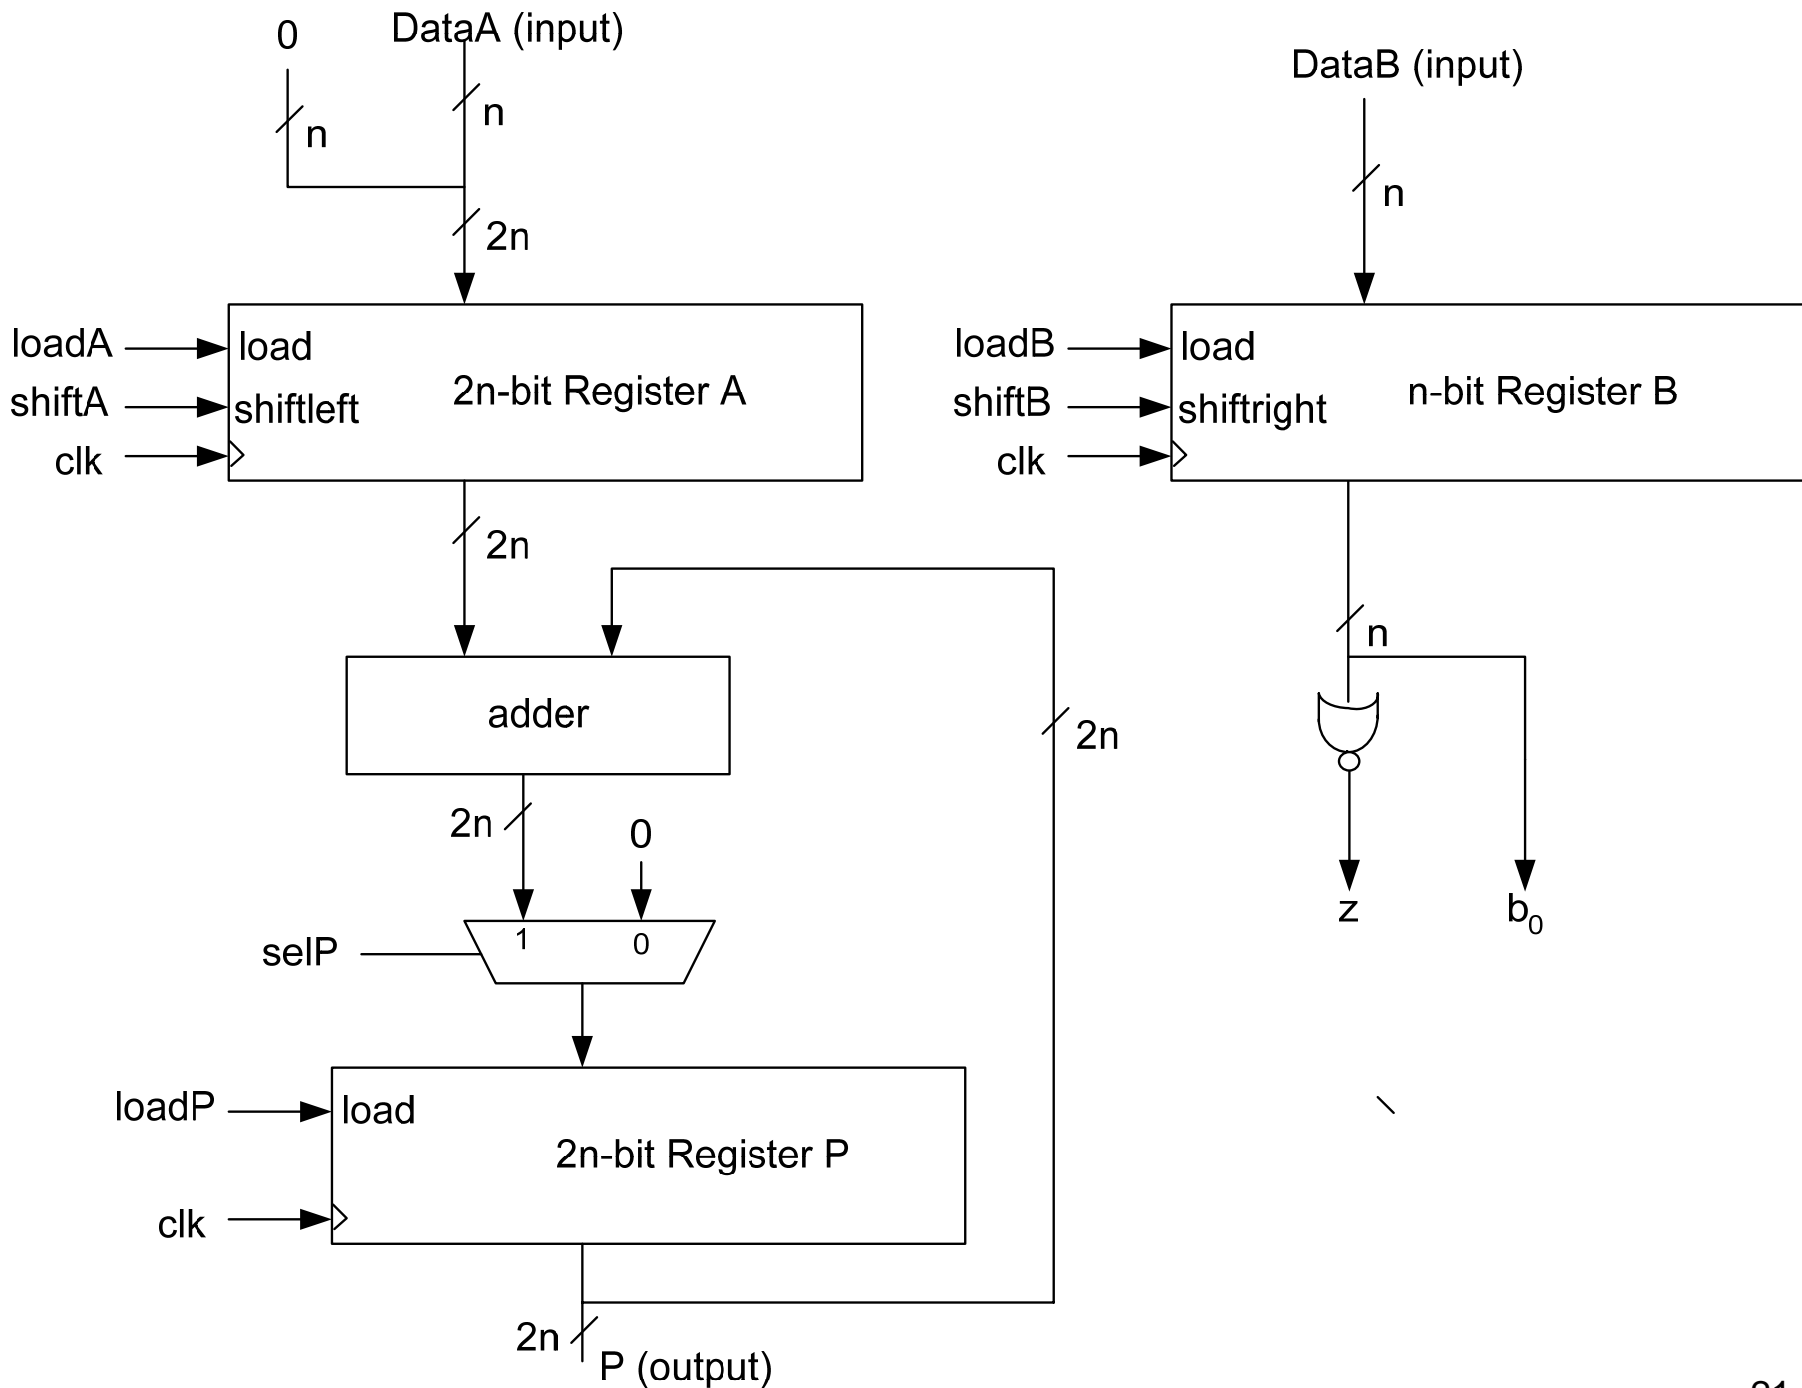 0
DataA (input)
DataB (input)
n
n
n
2n
loadA
load
shiftA
shiftleft
2n-bit Register A
clk
loadB
load
shiftB
shiftright
n-bit Register B
clk
2n
n
adder
2n
2n
0
1
0
selP
z
b0
loadP
load
2n-bit Register P
clk
2n
P (output)